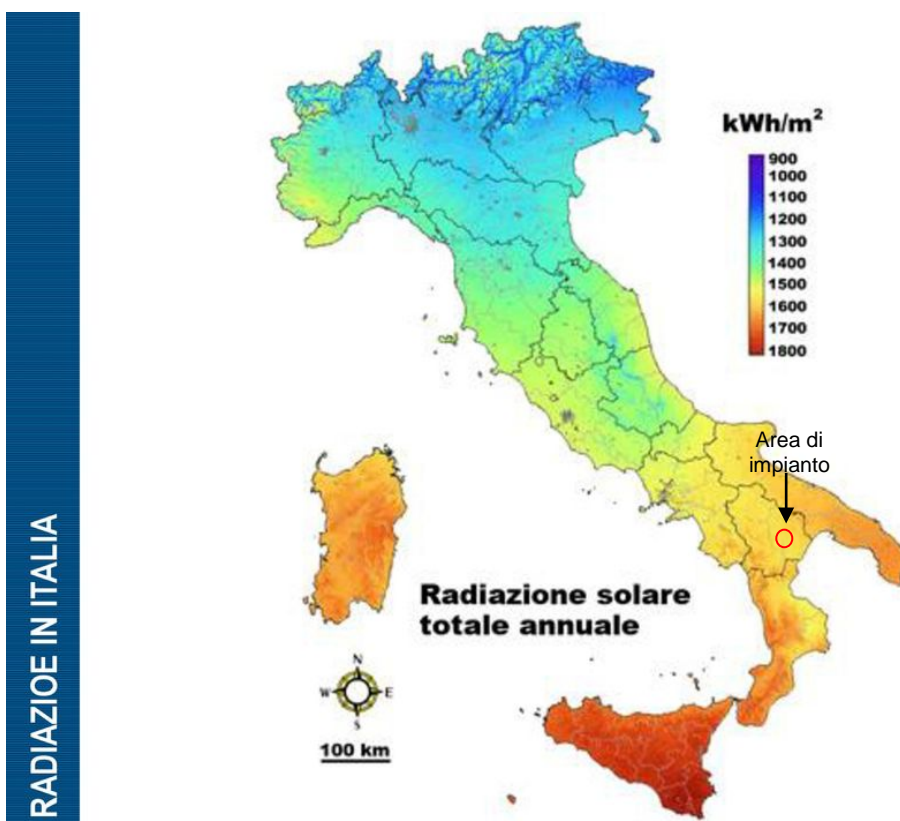 RADIAZIOE IN ITALIA
kWh/m²
900
1000
1100
1200
1300
1400
1500
1600
1700
1800
Area di
impianto
Radiazione solare
totale annuale
N
W E
S
100 km